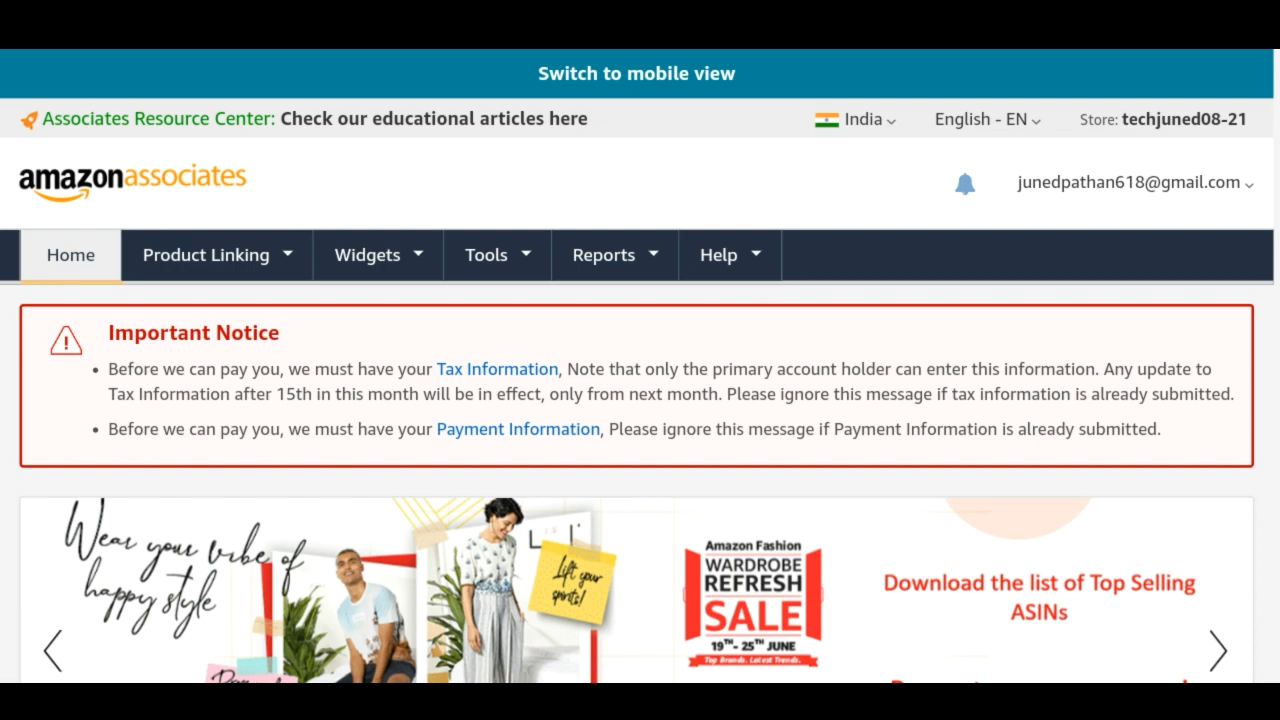 Switch to mobile view
Associates Resource Center: Check our educational articles here
India
English - EN
Store: techjuned08-21
amazonassociates
junedpathan618@gmail.com
Home
Product Linking
Widgets
Tools
Reports
Help
Important Notice
Before we can pay you, we must have your Tax Information, Note that only the primary account holder can enter this information. Any update to
Tax Information after 15th in this month will be in effect, only from next month. Please ignore this message if tax information is already submitted.
Before we can pay you, we must have your Payment Information, Please ignore this message if Payment Information is already submitted.
Wear your vibe of
happy style
Lift your
spirits!
Amazon Fashion
WARDROBE
REFRESH
SALE
19TH- 25TH JUNE
Top Brands. Latest Trends.
Download the list of Top Selling
ASINs